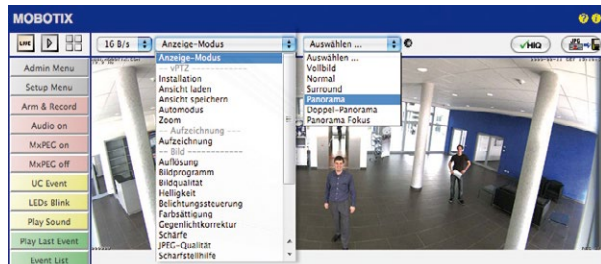 MOBOTIX
LIVE
16 B/s
Anzeige-Modus
Auswählen ...
HIQ
JPG
Admin Menu
Setup Menu
Arm & Record
Audio on
MxPEG on
MxPEG off
UC Event
LEDs Blink
Play Sound
Play Last Event
Event List
Anzeige-Modus
-- vPTZ --
Installation
Ansicht laden
Ansicht speichern
Automodus
Zoom
-- Aufzeichnung --
Aufzeichnung
-- Bild --
Auflösung
Bildprogramm
Bildqualität
Helligkeit
Belichtungssteuerung
Farbsättigung
Gegenlichtkorrektur
Schärfe
JPEG-Qualität
Scharfstellhilfe
Auswählen ...
Vollbild
Normal
Surround
Panorama
Doppel-Panorama
Panorama Fokus